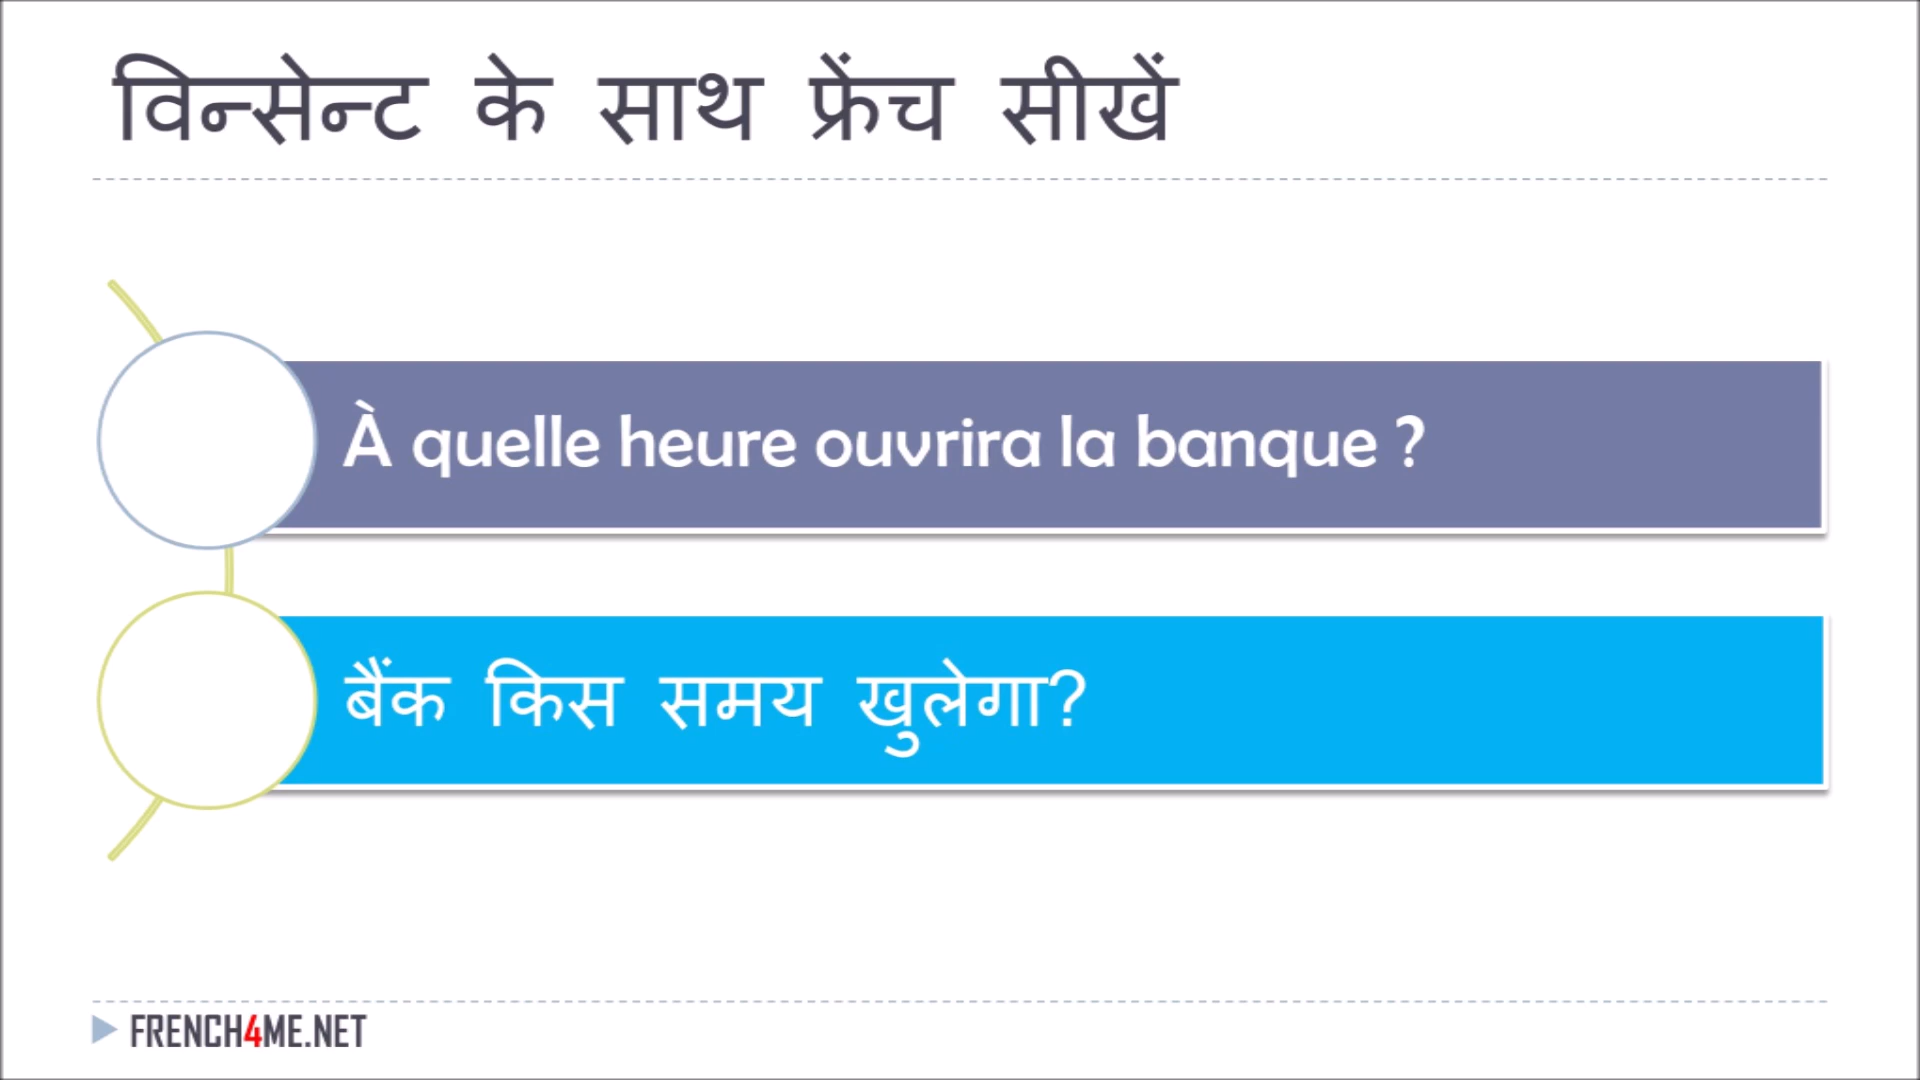 विन्सेन्ट के साथ फ्रेंच सीखें
À quelle heure ouvrira la banque ?
बैंक किस समय खुलेगा?
FRENCH4ME.NET